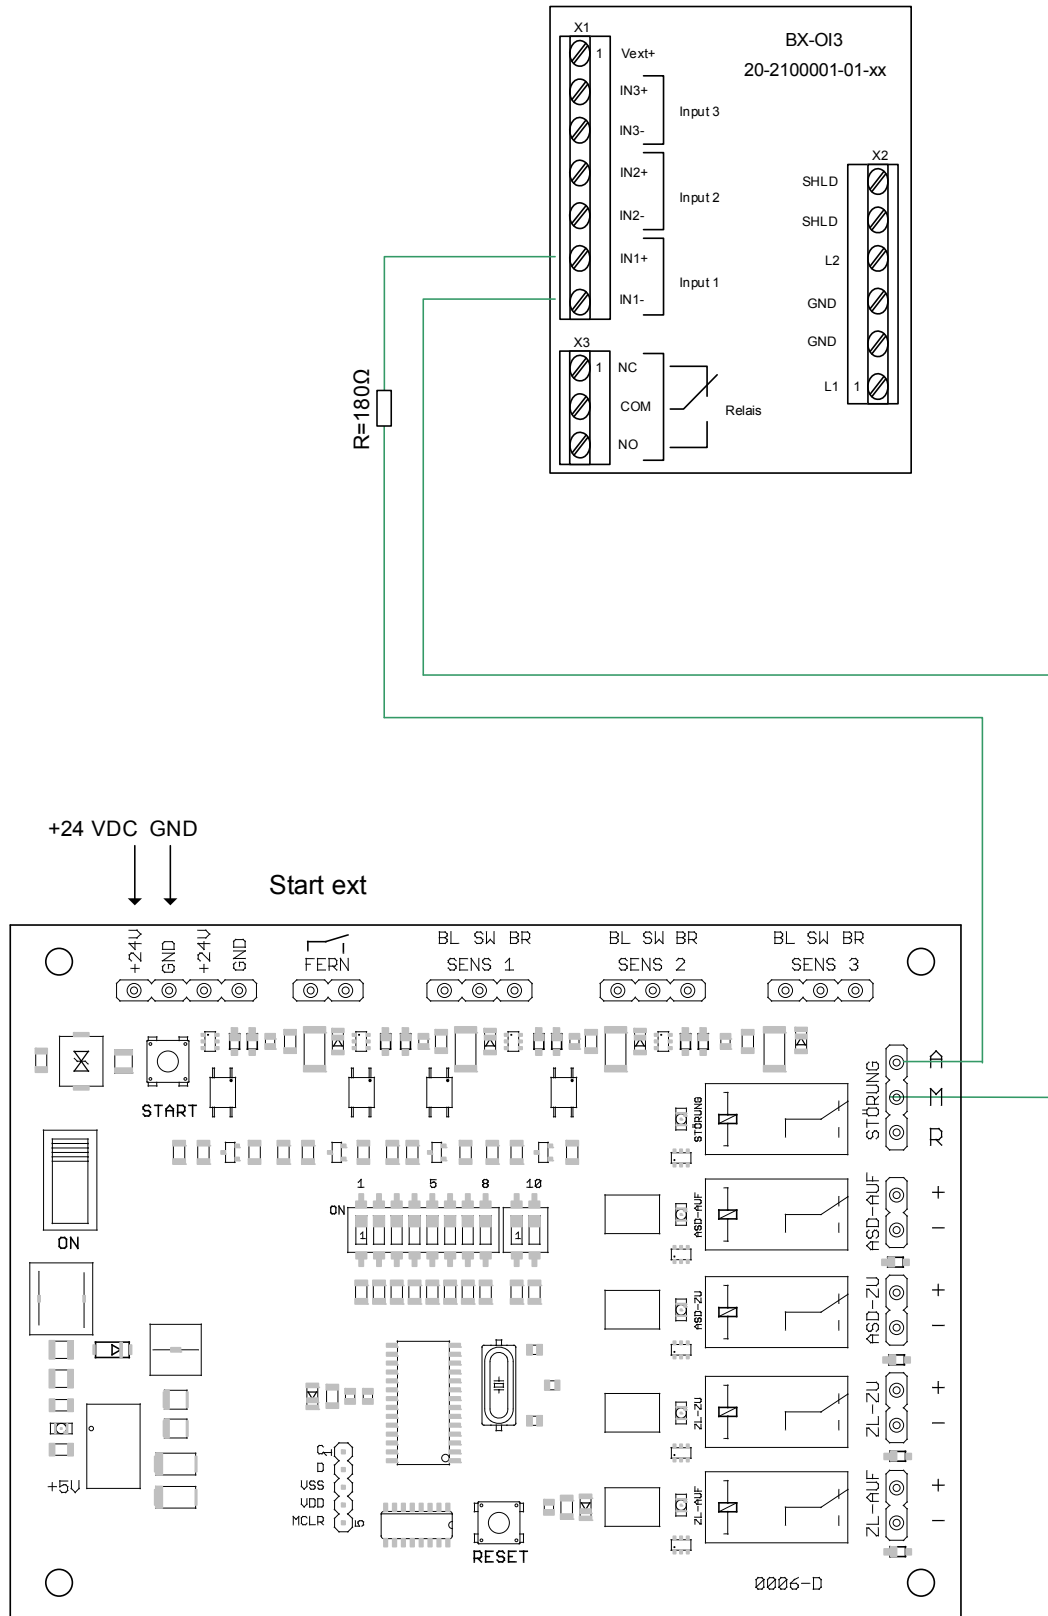 X1
BX-OI3
20-2100001-01-xx
1 Vext+
IN3+
Input 3
IN3-
IN2+
Input 2
IN2-
IN1+
Input 1
IN1-
X2
SHLD
SHLD
L2
GND
GND
L1 1
X3
1 NC
COM
Relais
NO
R=180Ω
+24 VDC GND
Start ext
+24V
GND
+24V
GND
FERN
BL SW BR
SENS 1
BL SW BR
SENS 2
BL SW BR
SENS 3
START
STÖRUNG
STÖRUNG
A
M
R
ON
1 5 8 10
ON
1 1
ASD-AUF
ASD-AUF
+
-
ASD-ZU
ASD-ZU
+
-
ZL-ZU
ZL-ZU
+
-
ZL-AUF
ZL-AUF
+
-
+5V
C 1
D
VSS
VDD
MCLR 5
RESET
0006-D